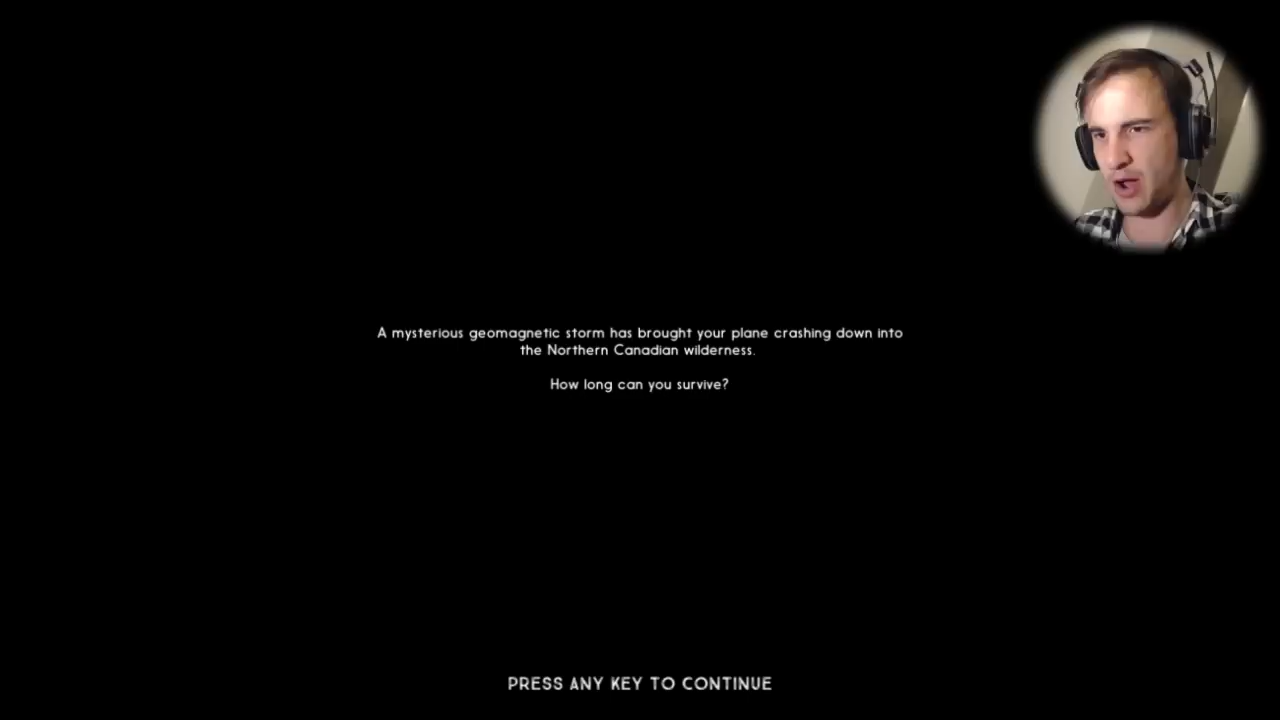 A mysterious geomagnetic storm has brought your plane crashing down into
the Northern Canadian wilderness.
How long can you survive?
PRESS ANY KEY TO CONTINUE